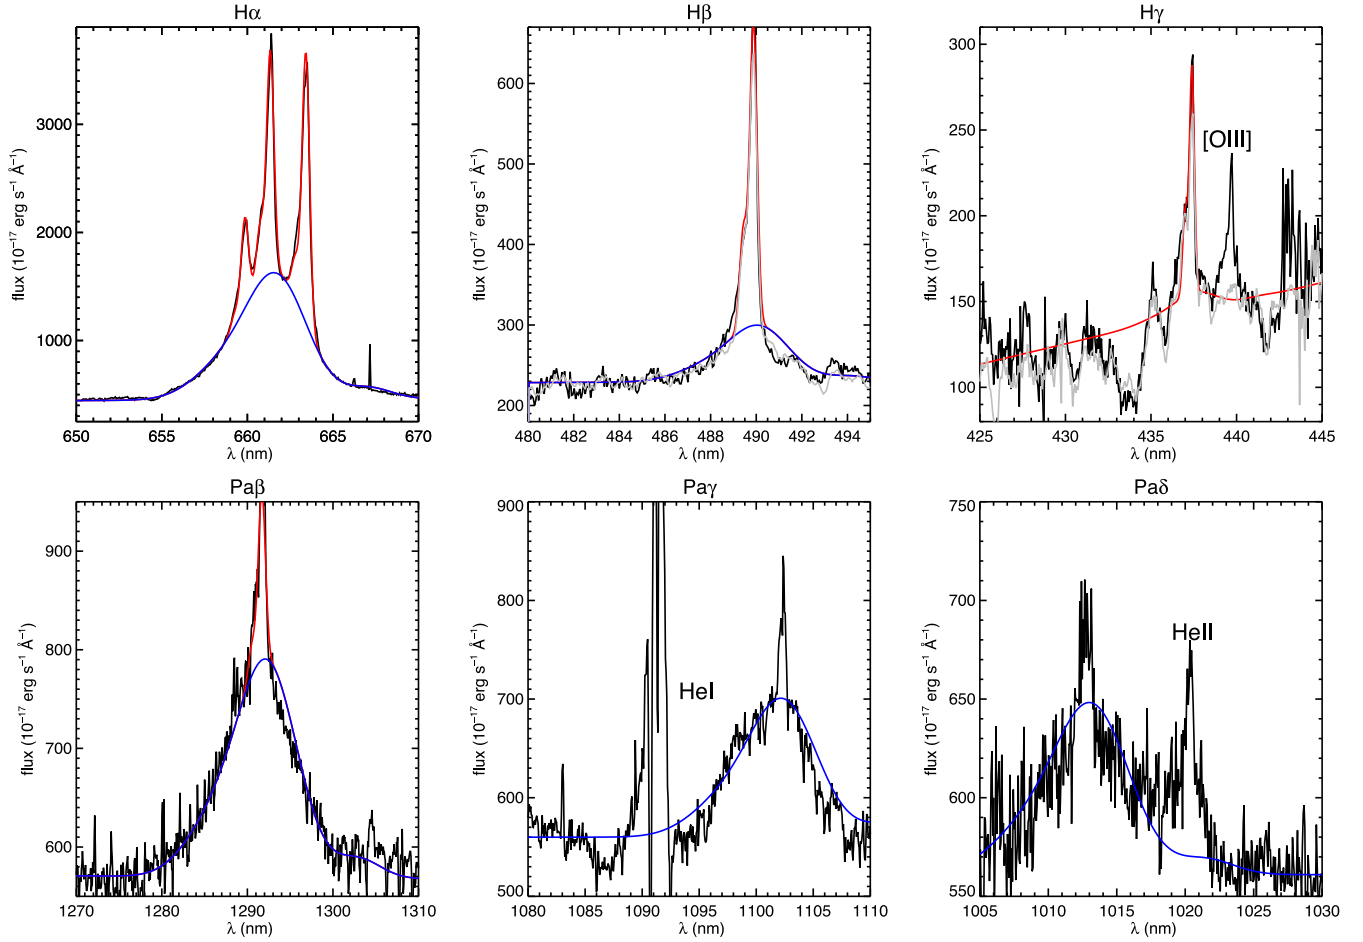 Hα
flux (10⁻¹⁷ erg s⁻¹ Å⁻¹)
3000
2000
1000
650 655 660 665 670
λ (nm)
Hβ
flux (10⁻¹⁷ erg s⁻¹ Å⁻¹)
600
500
400
300
200
480 482 484 486 488 490 492 494
λ (nm)
Hγ
flux (10⁻¹⁷ erg s⁻¹ Å⁻¹)
300
250
200
150
100
[OIII]
425 430 435 440 445
λ (nm)
Paβ
flux (10⁻¹⁷ erg s⁻¹ Å⁻¹)
900
800
700
600
1270 1280 1290 1300 1310
λ (nm)
Paγ
flux (10⁻¹⁷ erg s⁻¹ Å⁻¹)
900
800
700
600
500
HeI
1080 1085 1090 1095 1100 1105 1110
λ (nm)
Paδ
flux (10⁻¹⁷ erg s⁻¹ Å⁻¹)
750
700
650
600
550
HeII
1005 1010 1015 1020 1025 1030
λ (nm)